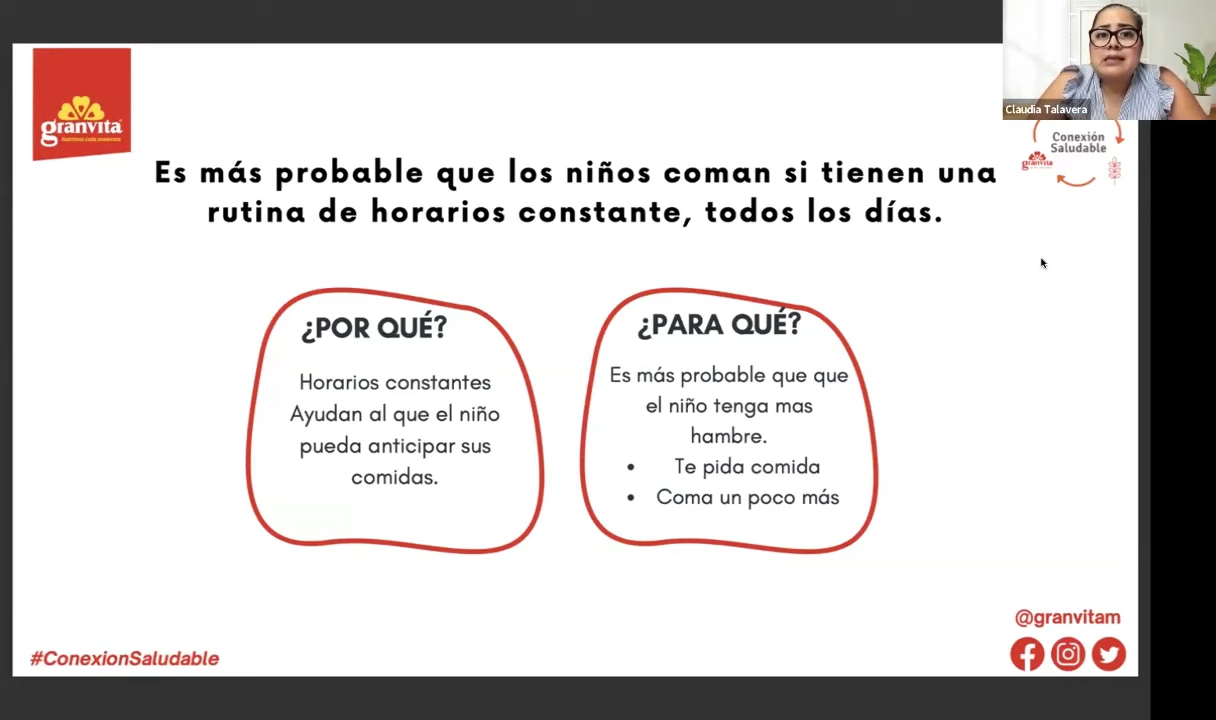 granvita
Claudia Talavera
Conexión
Saludable
granvita
Es más probable que los niños coman si tienen una
rutina de horarios constante, todos los días.
¿POR QUÉ?
Horarios constantes
Ayudan al que el niño
pueda anticipar sus
comidas.
¿PARA QUÉ?
Es más probable que que
el niño tenga mas
hambre.
• Te pida comida
• Coma un poco más
@granvitam
#ConexionSaludable